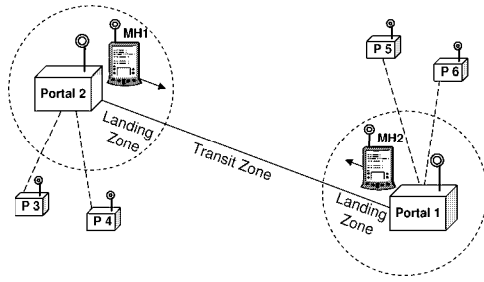 MH1
P 5
P 6
Portal 2
Landing
Zone
Transit Zone
MH2
P 3
P 4
Landing
Zone
Portal 1